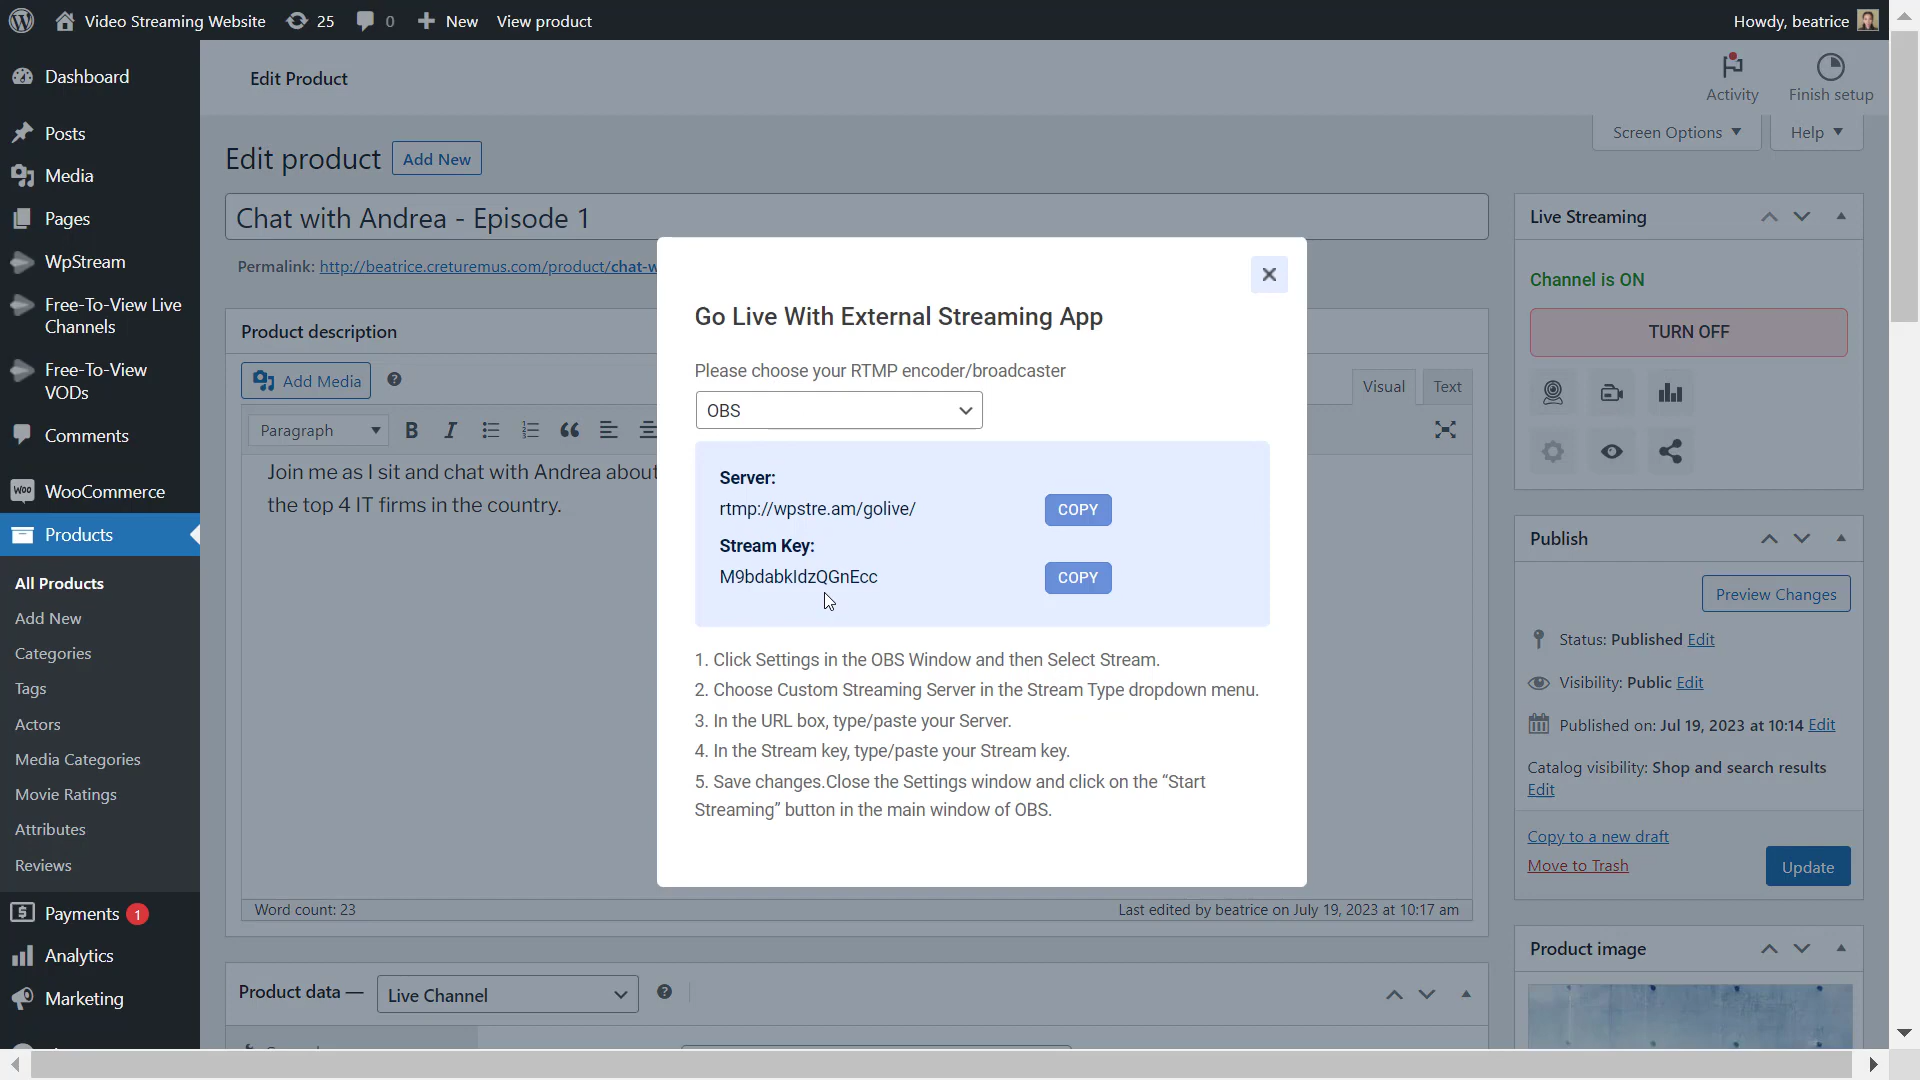 Video Streaming Website 25 0 New View product Howdy, beatrice
Dashboard
Posts
Media
Pages
WpStream
Free-To-View Live
Channels
Free-To-View
VODs
Comments
WooCommerce
Products
All Products
Add New
Categories
Tags
Actors
Media Categories
Movie Ratings
Attributes
Reviews
Payments 1
Analytics
Marketing
Edit Product
Activity
Finish setup
Screen Options
Help
Edit product Add New
Chat with Andrea - Episode 1
Permalink: http://beatrice.creturemus.com/product/chat-w
Product description
Add Media
Visual Text
Paragraph
Join me as I sit and chat with Andrea about
the top 4 IT firms in the country.
Word count: 23
Last edited by beatrice on July 19, 2023 at 10:17 am
Product data — Live Channel
Go Live With External Streaming App
Please choose your RTMP encoder/broadcaster
OBS
Server:
rtmp://wpstre.am/golive/ COPY
Stream Key:
M9bdabkIdzQGnEcc COPY
1. Click Settings in the OBS Window and then Select Stream.
2. Choose Custom Streaming Server in the Stream Type dropdown menu.
3. In the URL box, type/paste your Server.
4. In the Stream key, type/paste your Stream key.
5. Save changes.Close the Settings window and click on the “Start
Streaming” button in the main window of OBS.
Live Streaming
Channel is ON
TURN OFF
Publish
Preview Changes
Status: Published Edit
Visibility: Public Edit
Published on: Jul 19, 2023 at 10:14 Edit
Catalog visibility: Shop and search results
Edit
Copy to a new draft
Move to Trash
Update
Product image